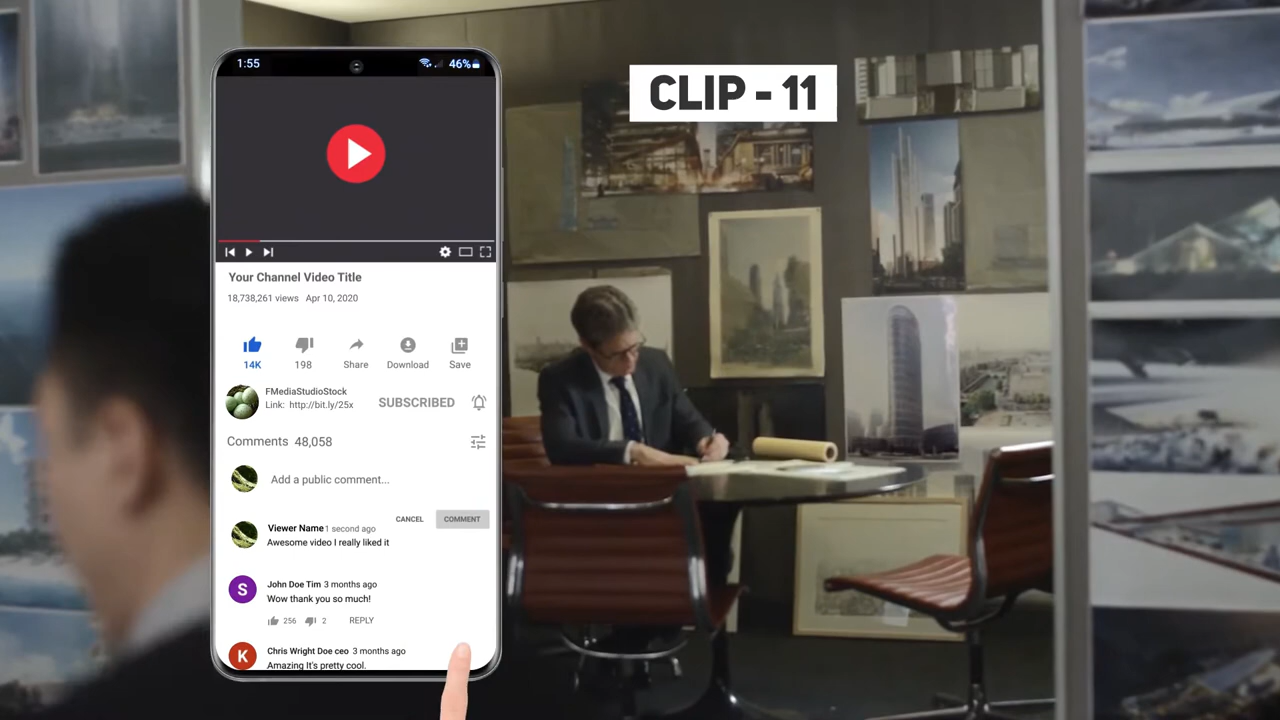 1:55
46%
CLIP - 11
Your Channel Video Title
18,738,261 views Apr 10, 2020
14K 198 Share Download Save
FMediaStudioStock
Link: http://bit.ly/25x
SUBSCRIBED
Comments 48,058
Add a public comment...
CANCEL COMMENT
Viewer Name 1 second ago
Awesome video I really liked it
S
John Doe Tim 3 months ago
Wow thank you so much!
256 2 REPLY
K
Chris Wright Doe ceo 3 months ago
Amazing It's pretty cool.